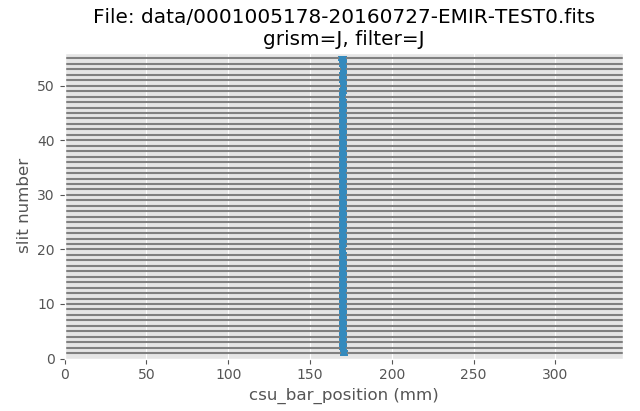 File: data/0001005178-20160727-EMIR-TEST0.fits
grism=J, filter=J
50
40
30
20
10
0
slit number
0 50 100 150 200 250 300
csu_bar_position (mm)